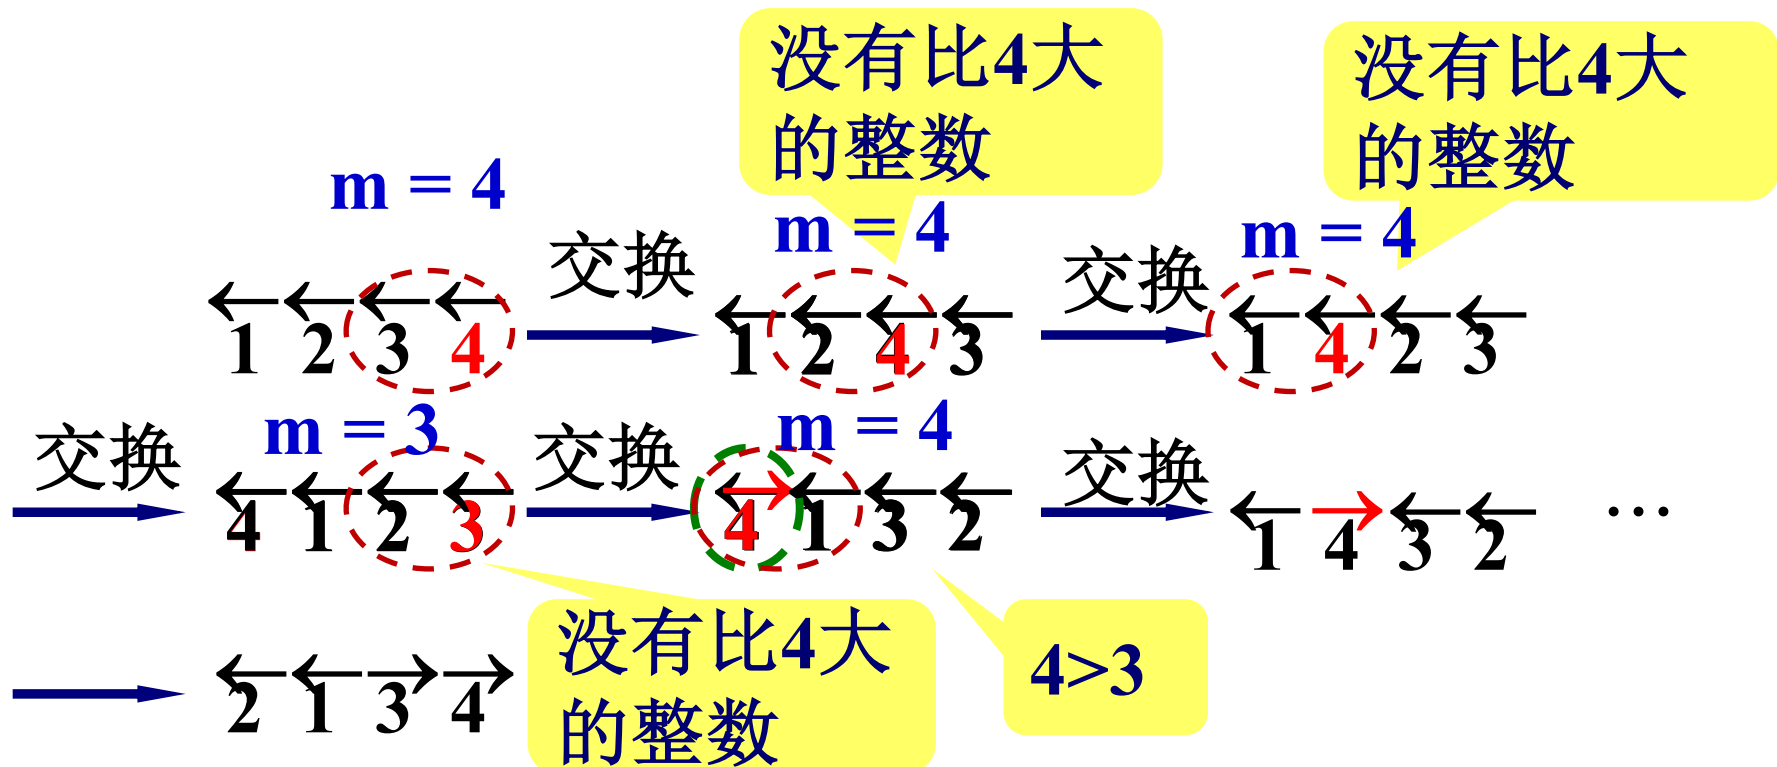 没有比4大
的整数
没有比4大
的整数
m = 4
m = 4
m = 4
交换
交换
← ← ← ←
1 2 3 4
← ← ← ←
1 2 4 3
← ← ← ←
1 4 2 3
交换
m = 3
交换
m = 4
交换
← ← ← ←
4 1 2 3
→ ← ← ←
4 1 3 2
← → ← ←
1 4 3 2
…
← ← → →
2 1 3 4
没有比4大
的整数
4>3